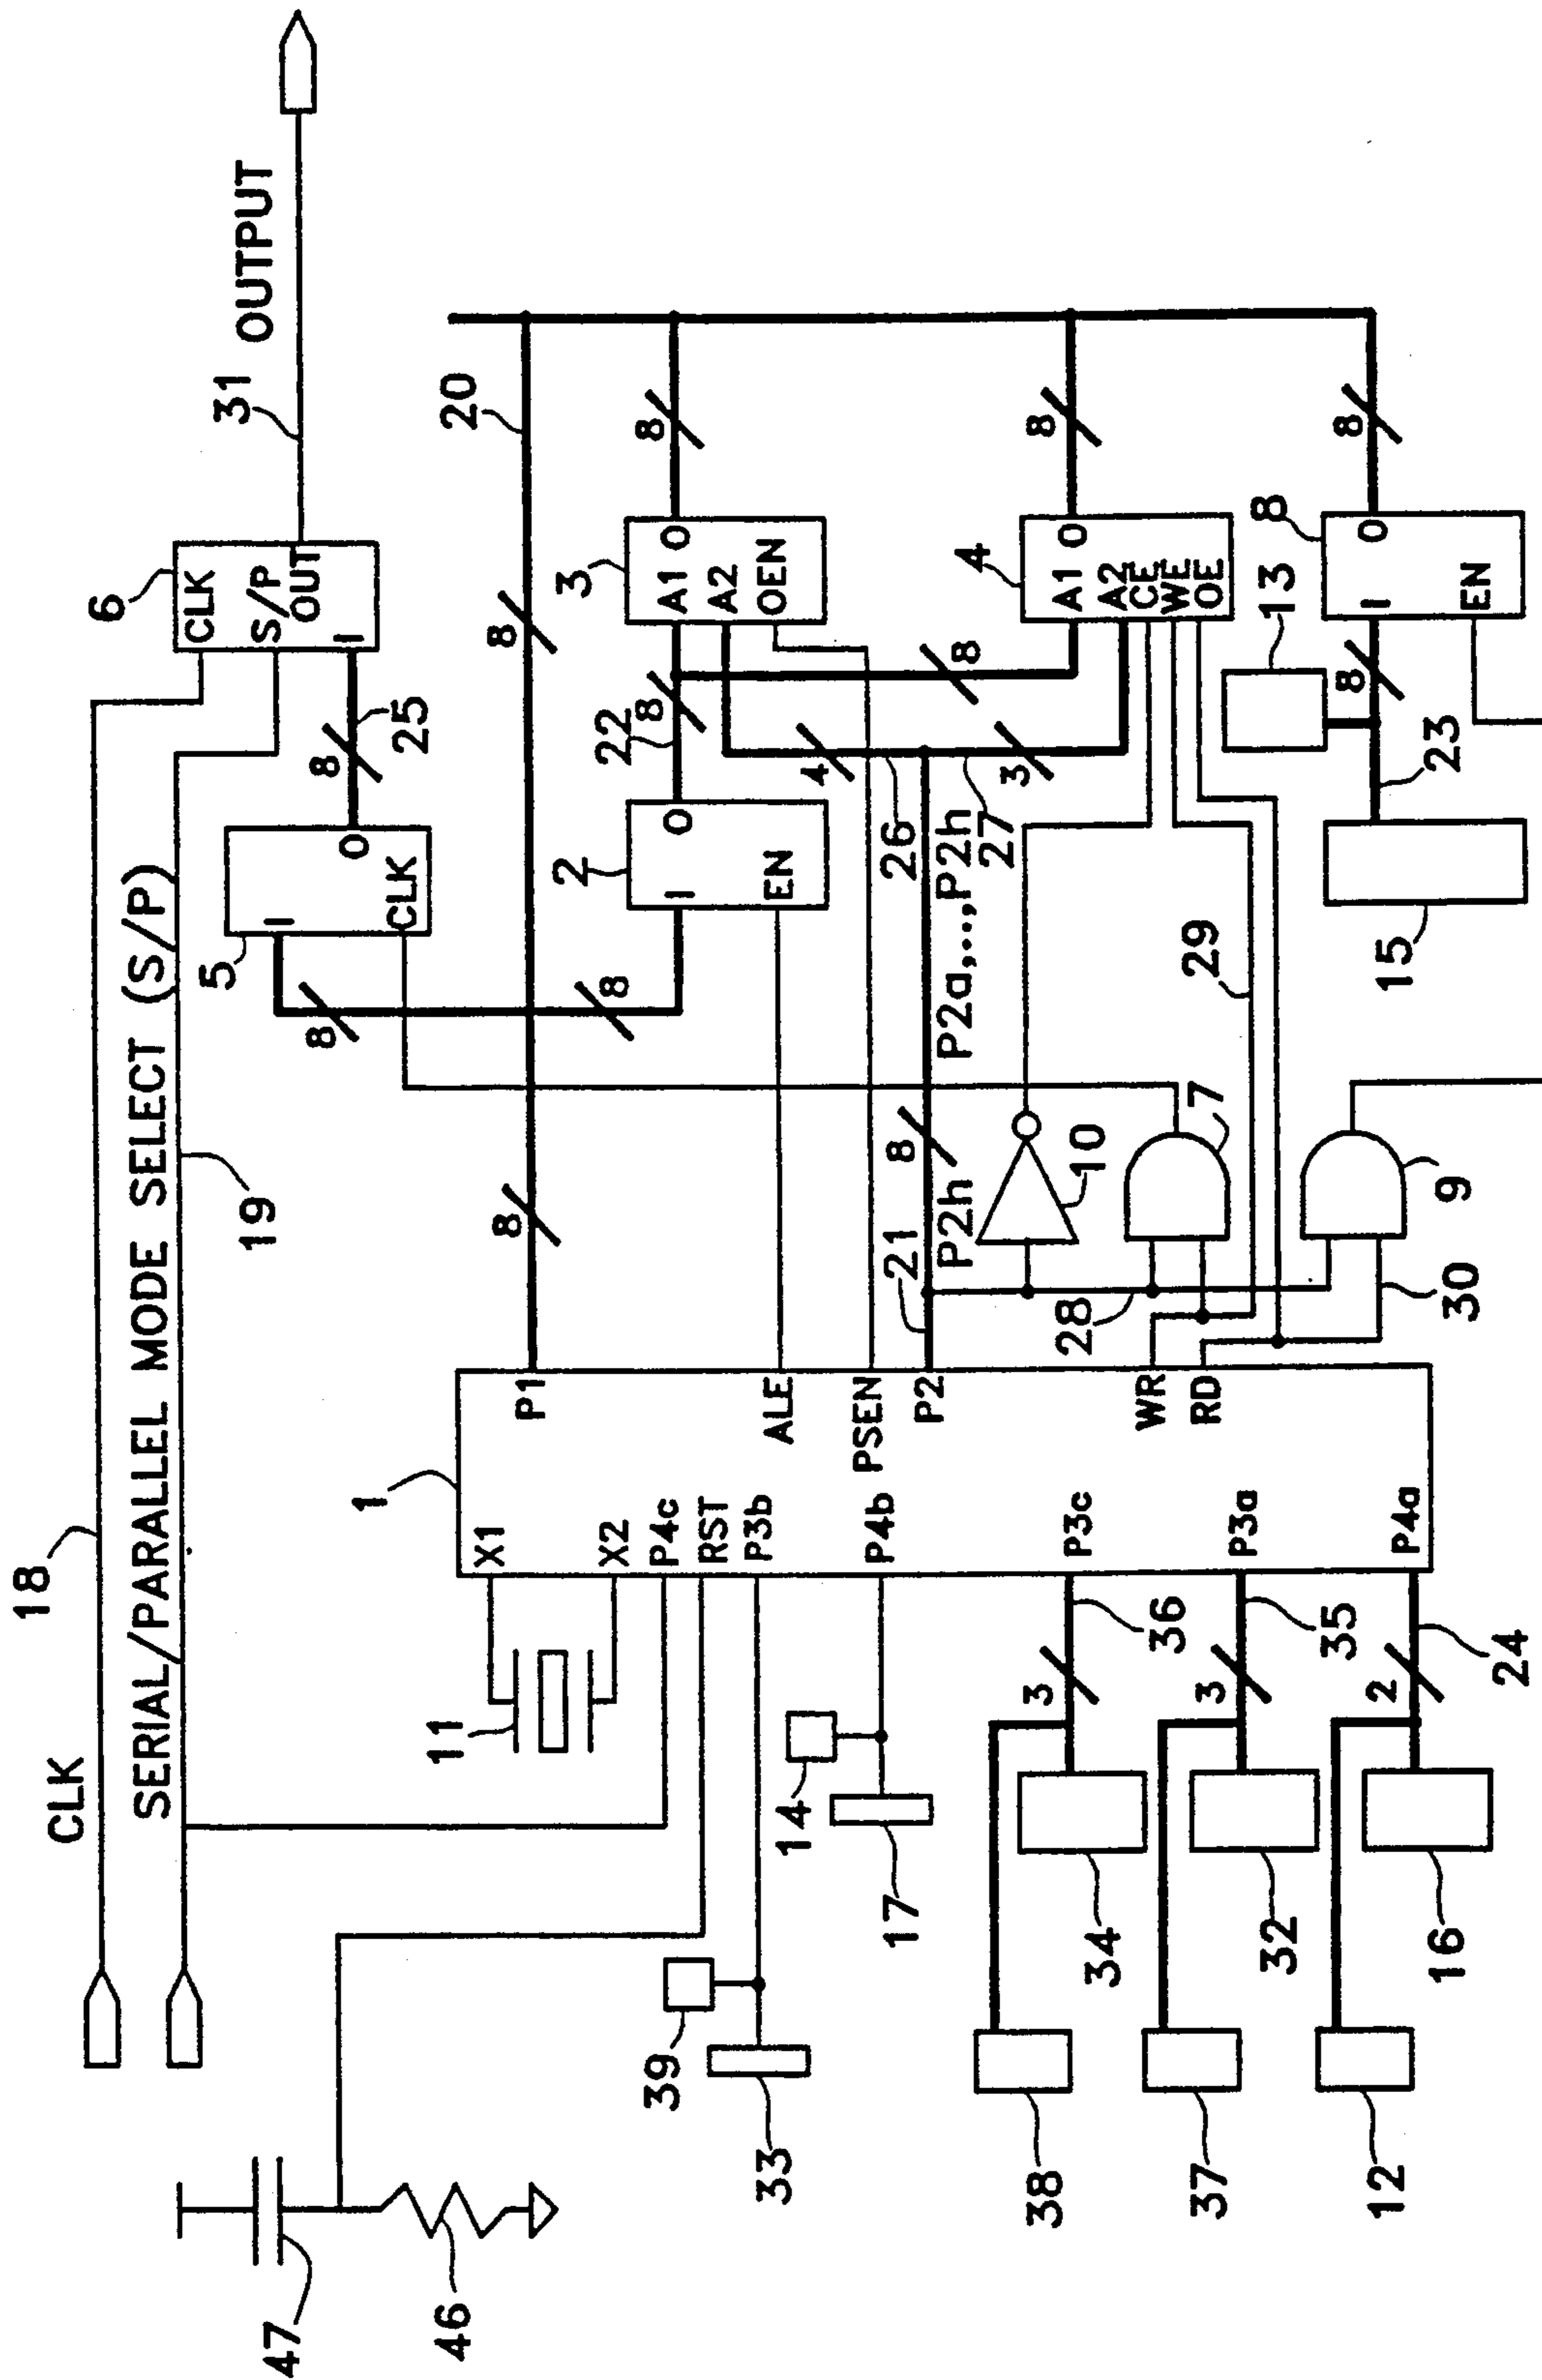 18
CLK
SERIAL/PARALLEL MODE SELECT (S/P)
19
31 OUTPUT
6
CLK
S/P
OUT
I
8
25
5
I
O
CLK
47
46
1
X1
X2
P4c
RST
P3b
P4b
P3c
P3a
P4a
P1
ALE
PSEN
P2
WR
RD
11
39
33
14
17
38
34
3
36
37
32
3
35
12
16
2
24
8
8
20
8
8
2
I
O
EN
22
8
3
A1
A2
OEN
O
8
8
4
26
P2a,..,P2h
27
3
21
8
P2h
10
28
7
29
9
30
4
A1
A2
CE
WE
OE
O
8
13
15
23
8
8
I
O
EN
8